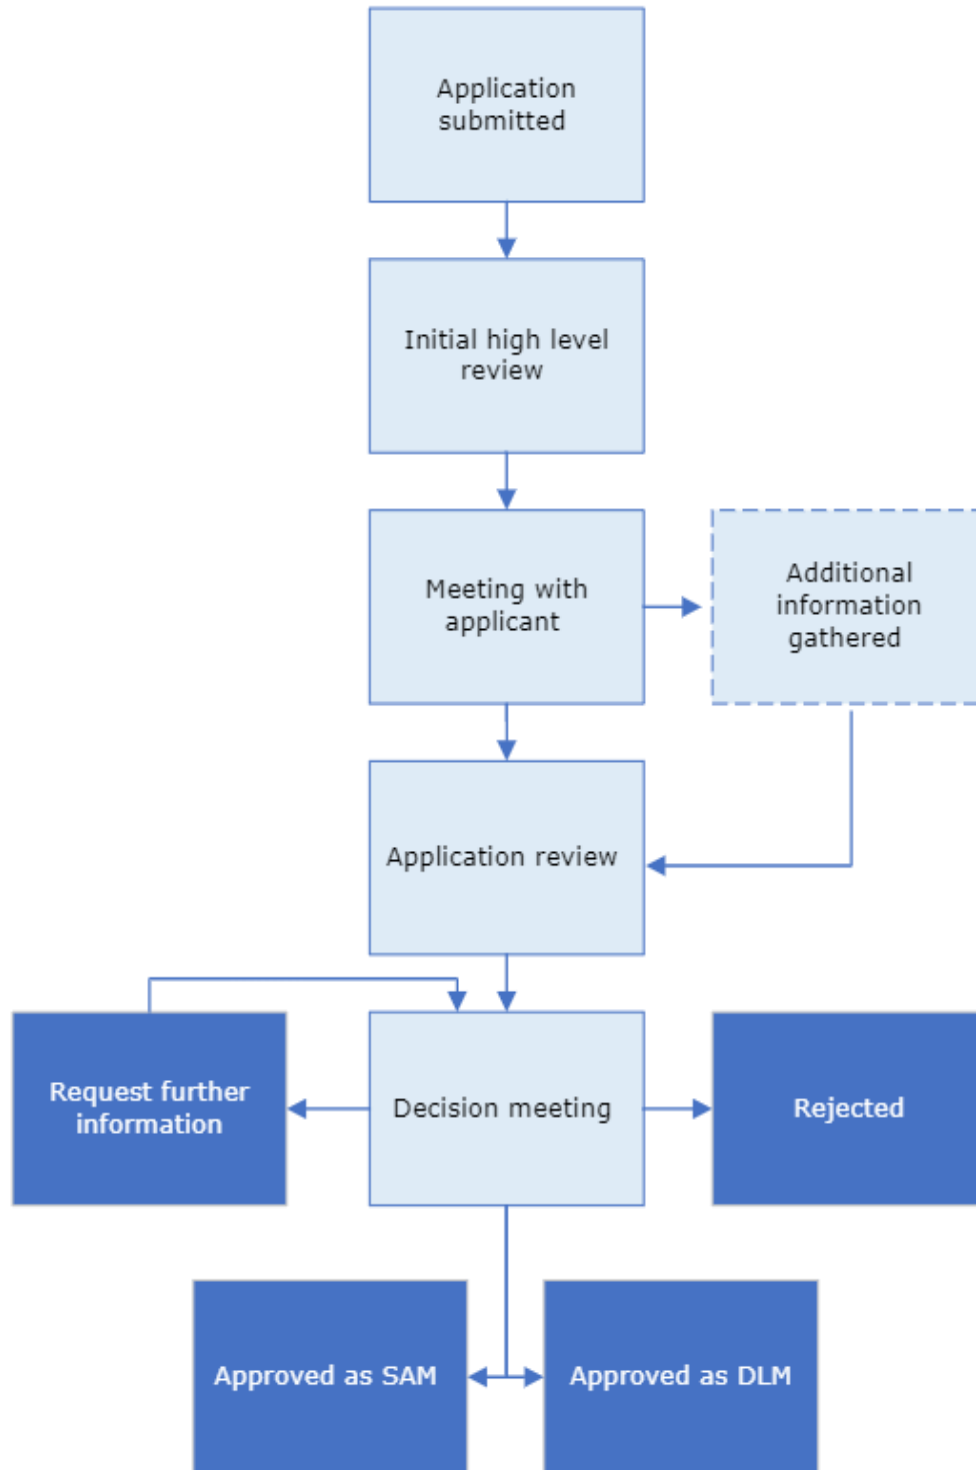 Application
submitted
Initial high level
review
Meeting with
applicant
Additional
information
gathered
Application review
Request further
information
Decision meeting
Rejected
Approved as SAM
Approved as DLM